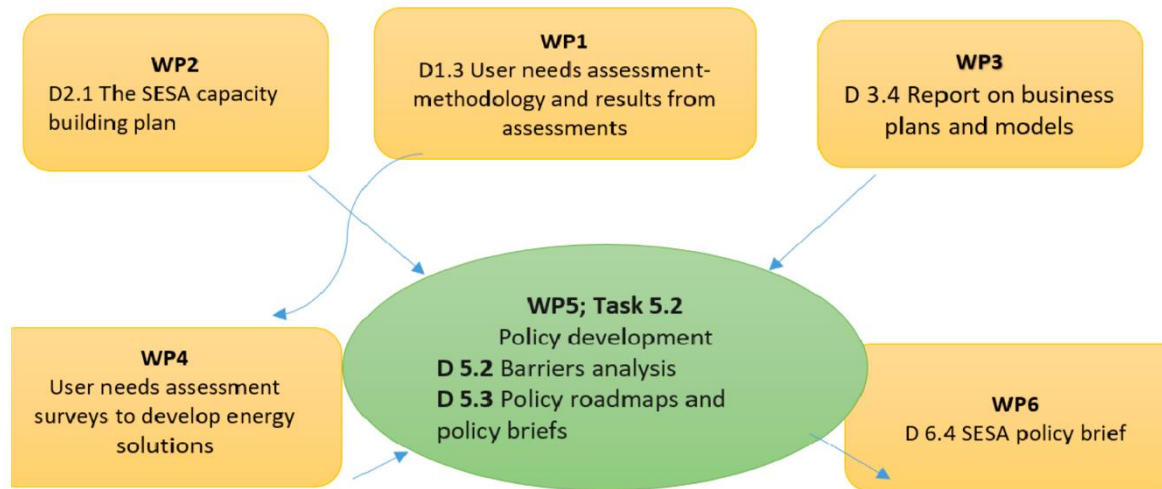 WP2
D2.1 The SESA capacity
building plan
WP1
D1.3 User needs assessment-
methodology and results from
assessments
WP3
D 3.4 Report on business
plans and models
WP5; Task 5.2
Policy development
D 5.2 Barriers analysis
D 5.3 Policy roadmaps and
policy briefs
WP4
User needs assessment
surveys to develop energy
solutions
WP6
D 6.4 SESA policy brief